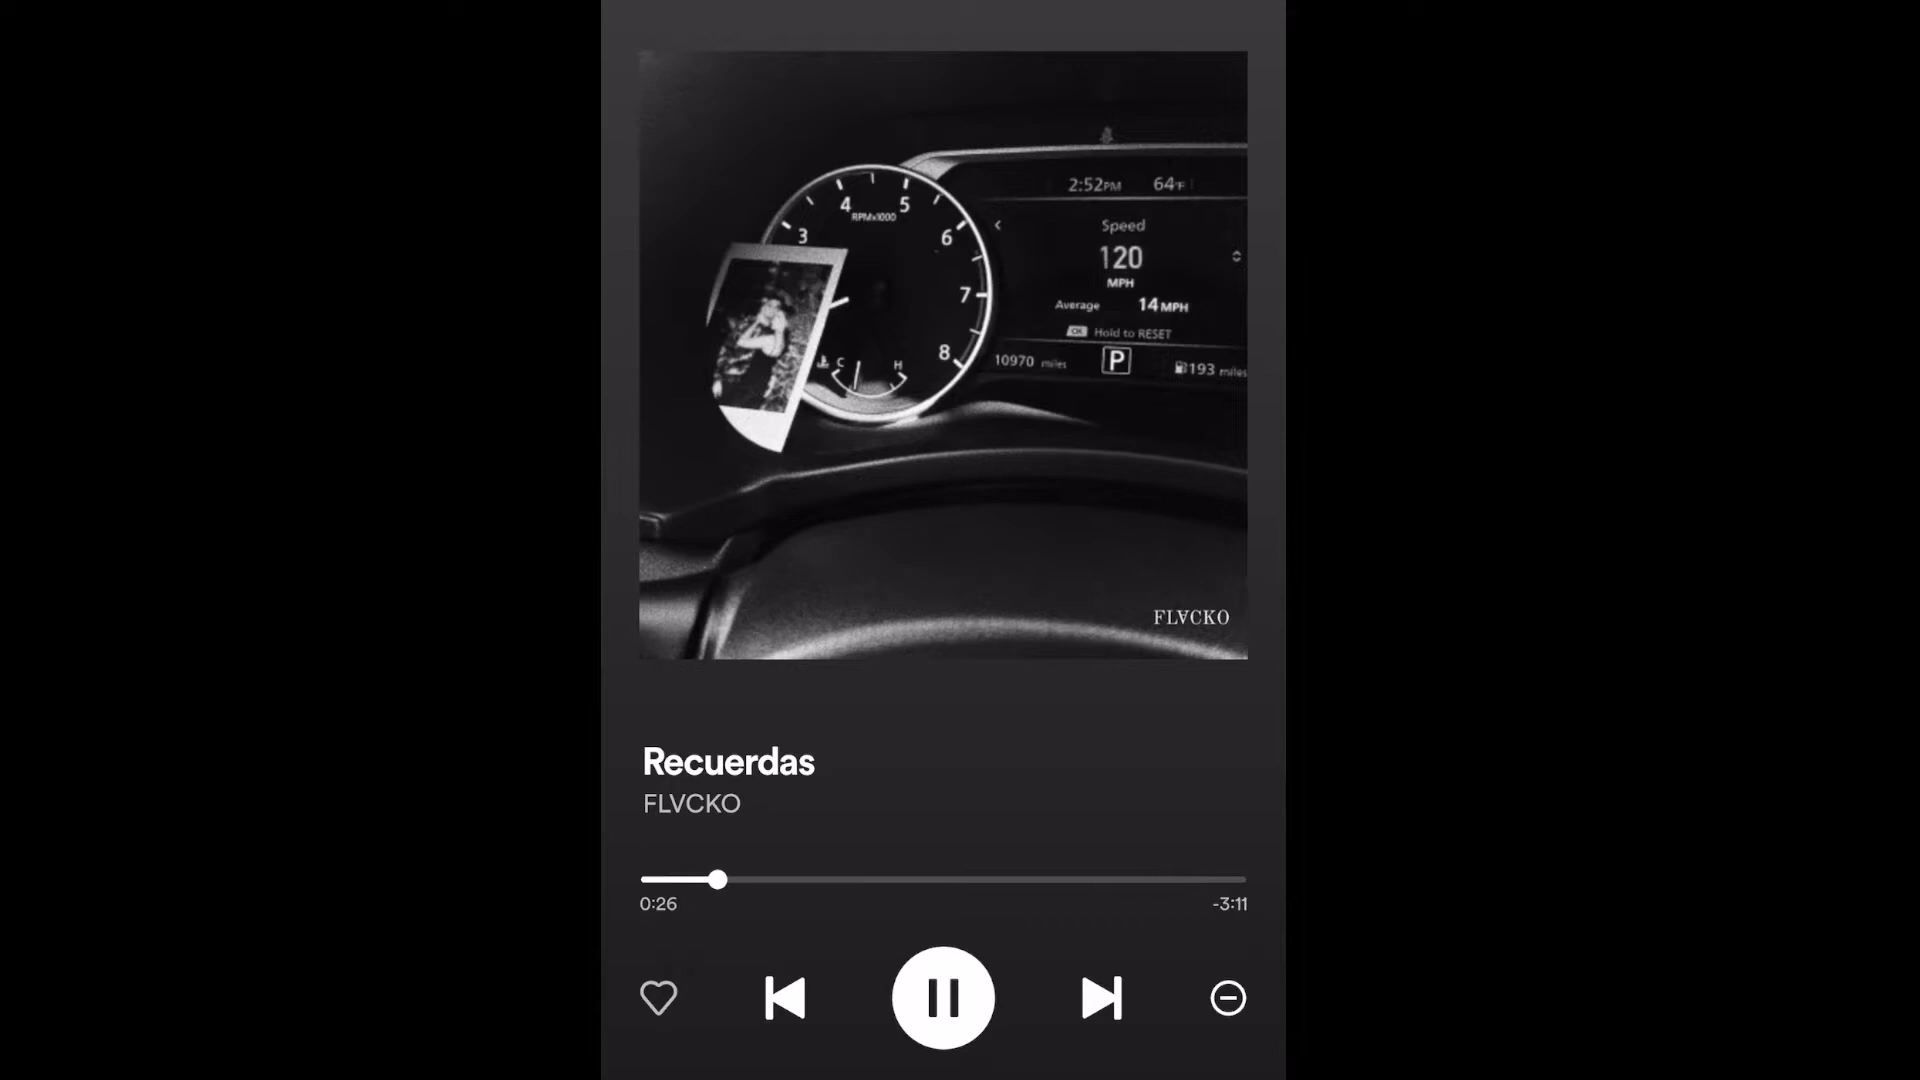 2:52PM 64°F
4 5
RPMx1000
3 6
Speed
120
MPH
7
Average 14 MPH
OK Hold to RESET
8
C H
10970 miles P 193 miles
FLVCKO
Recuerdas
FLVCKO
0:26 -3:11